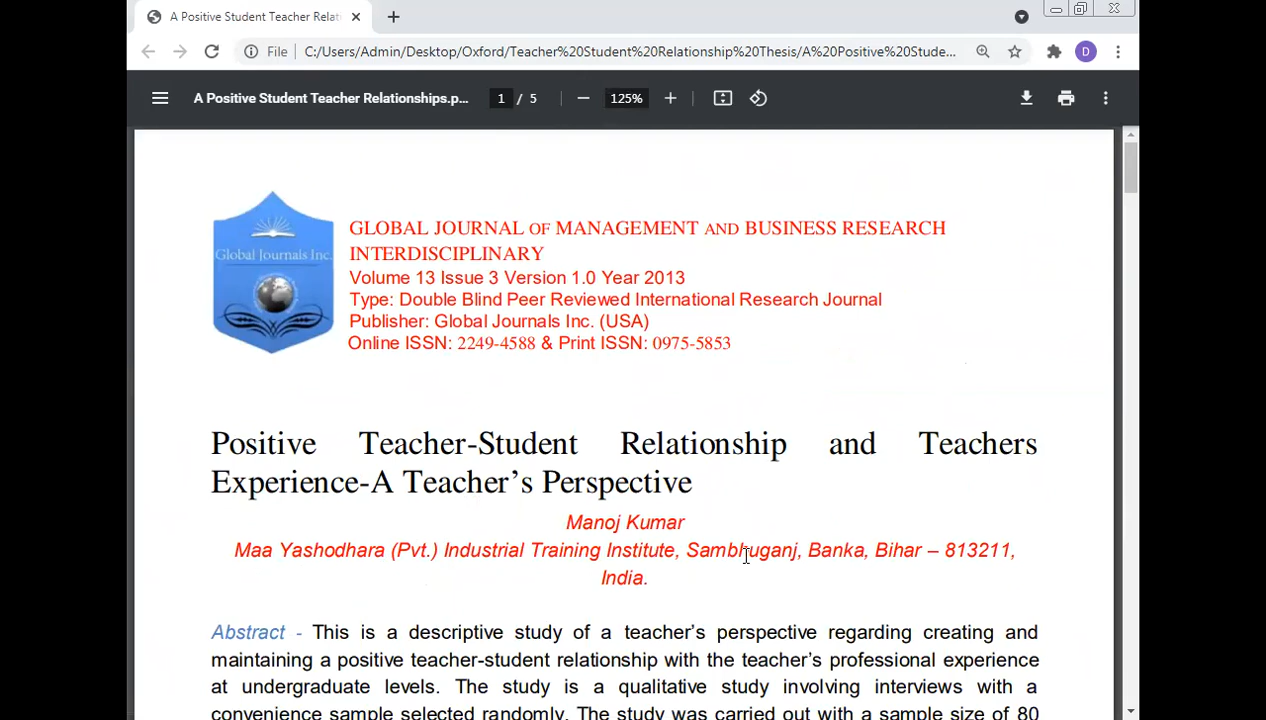 A Positive Student Teacher Relat
File C:/Users/Admin/Desktop/Oxford/Teacher%20Student%20Relationship%20Thesis/A%20Positive%20Stude...
D
A Positive Student Teacher Relationships.p...
1 / 5
125%
Global Journals Inc.
GLOBAL JOURNAL OF MANAGEMENT AND BUSINESS RESEARCH
INTERDISCIPLINARY
Volume 13 Issue 3 Version 1.0 Year 2013
Type: Double Blind Peer Reviewed International Research Journal
Publisher: Global Journals Inc. (USA)
Online ISSN: 2249-4588 & Print ISSN: 0975-5853
Positive Teacher-Student Relationship and Teachers
Experience-A Teacher’s Perspective
Manoj Kumar
Maa Yashodhara (Pvt.) Industrial Training Institute, Sambhuganj, Banka, Bihar – 813211,
India.
Abstract - This is a descriptive study of a teacher’s perspective regarding creating and
maintaining a positive teacher-student relationship with the teacher’s professional experience
at undergraduate levels. The study is a qualitative study involving interviews with a
convenience sample selected randomly. The study was carried out with a sample size of 80